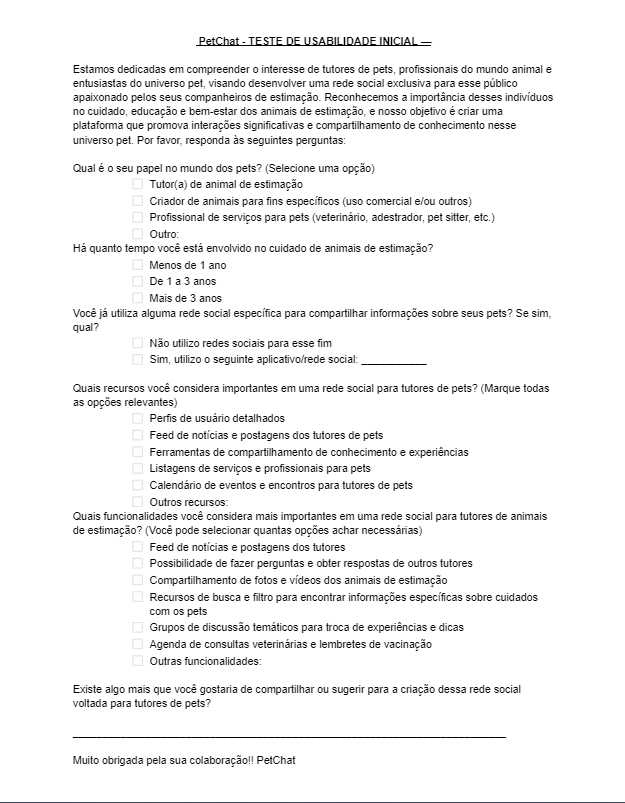 PetChat - TESTE DE USABILIDADE INICIAL —
Estamos dedicadas em compreender o interesse de tutores de pets, profissionais do mundo animal e
entusiastas do universo pet, visando desenvolver uma rede social exclusiva para esse público
apaixonado pelos seus companheiros de estimação. Reconhecemos a importância desses indivíduos
no cuidado, educação e bem-estar dos animais de estimação, e nosso objetivo é criar uma
plataforma que promova interações significativas e compartilhamento de conhecimento nesse
universo pet. Por favor, responda às seguintes perguntas:
Qual é o seu papel no mundo dos pets? (Selecione uma opção)
Tutor(a) de animal de estimação
Criador de animais para fins específicos (uso comercial e/ou outros)
Profissional de serviços para pets (veterinário, adestrador, pet sitter, etc.)
Outro:
Há quanto tempo você está envolvido no cuidado de animais de estimação?
Menos de 1 ano
De 1 a 3 anos
Mais de 3 anos
Você já utiliza alguma rede social específica para compartilhar informações sobre seus pets? Se sim,
qual?
Não utilizo redes sociais para esse fim
Sim, utilizo o seguinte aplicativo/rede social: ___________
Quais recursos você considera importantes em uma rede social para tutores de pets? (Marque todas
as opções relevantes)
Perfis de usuário detalhados
Feed de notícias e postagens dos tutores de pets
Ferramentas de compartilhamento de conhecimento e experiências
Listagens de serviços e profissionais para pets
Calendário de eventos e encontros para tutores de pets
Outros recursos:
Quais funcionalidades você considera mais importantes em uma rede social para tutores de animais
de estimação? (Você pode selecionar quantas opções achar necessárias)
Feed de notícias e postagens dos tutores
Possibilidade de fazer perguntas e obter respostas de outros tutores
Compartilhamento de fotos e vídeos dos animais de estimação
Recursos de busca e filtro para encontrar informações específicas sobre cuidados
com os pets
Grupos de discussão temáticos para troca de experiências e dicas
Agenda de consultas veterinárias e lembretes de vacinação
Outras funcionalidades:
Existe algo mais que você gostaria de compartilhar ou sugerir para a criação dessa rede social
voltada para tutores de pets?
Muito obrigada pela sua colaboração!! PetChat